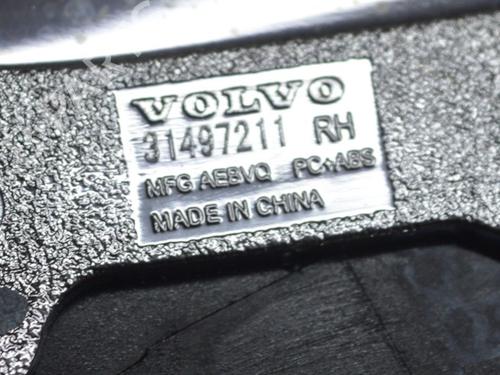 VOLVO
31497211 RH
MFG AEBVQ PC+ABS
MADE IN CHINA